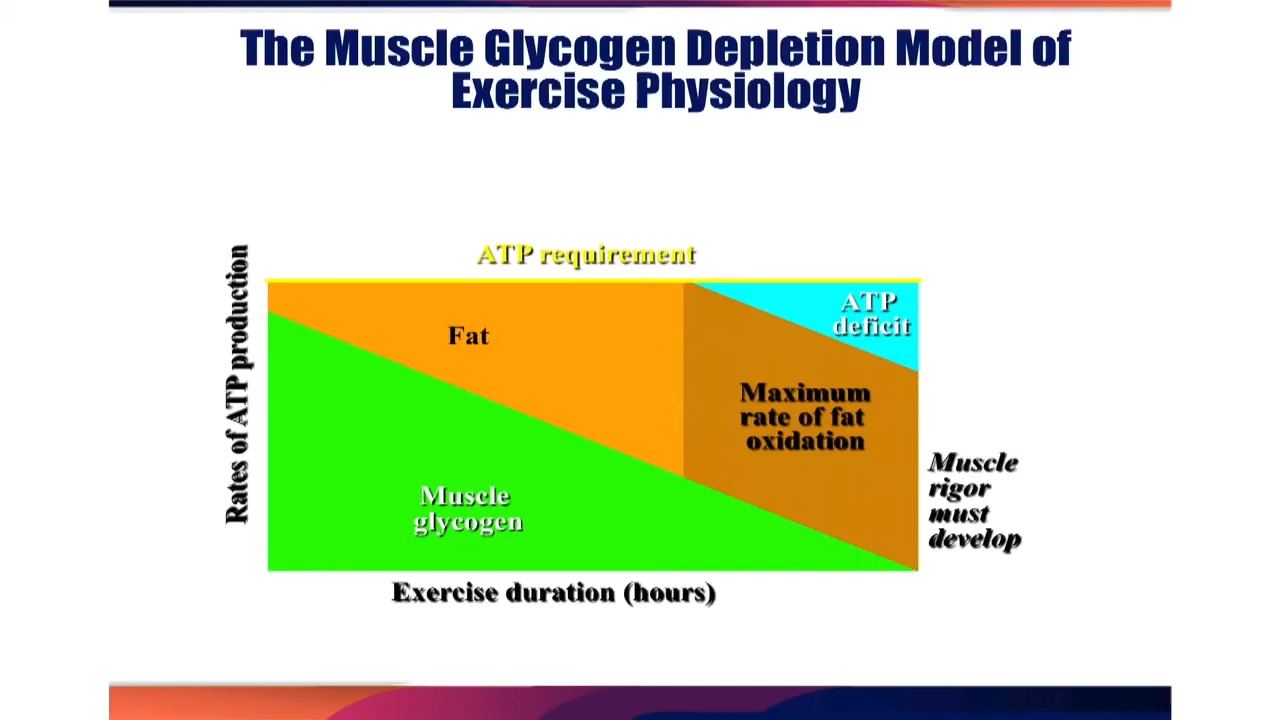 The Muscle Glycogen Depletion Model of
Exercise Physiology
ATP requirement
Rates of ATP production
Fat
ATP
deficit
Maximum
rate of fat
oxidation
Muscle
glycogen
Muscle
rigor
must
develop
Exercise duration (hours)